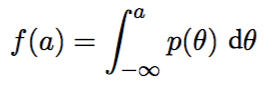 f(a) = ∫_{-∞}^{a} p(θ) dθ